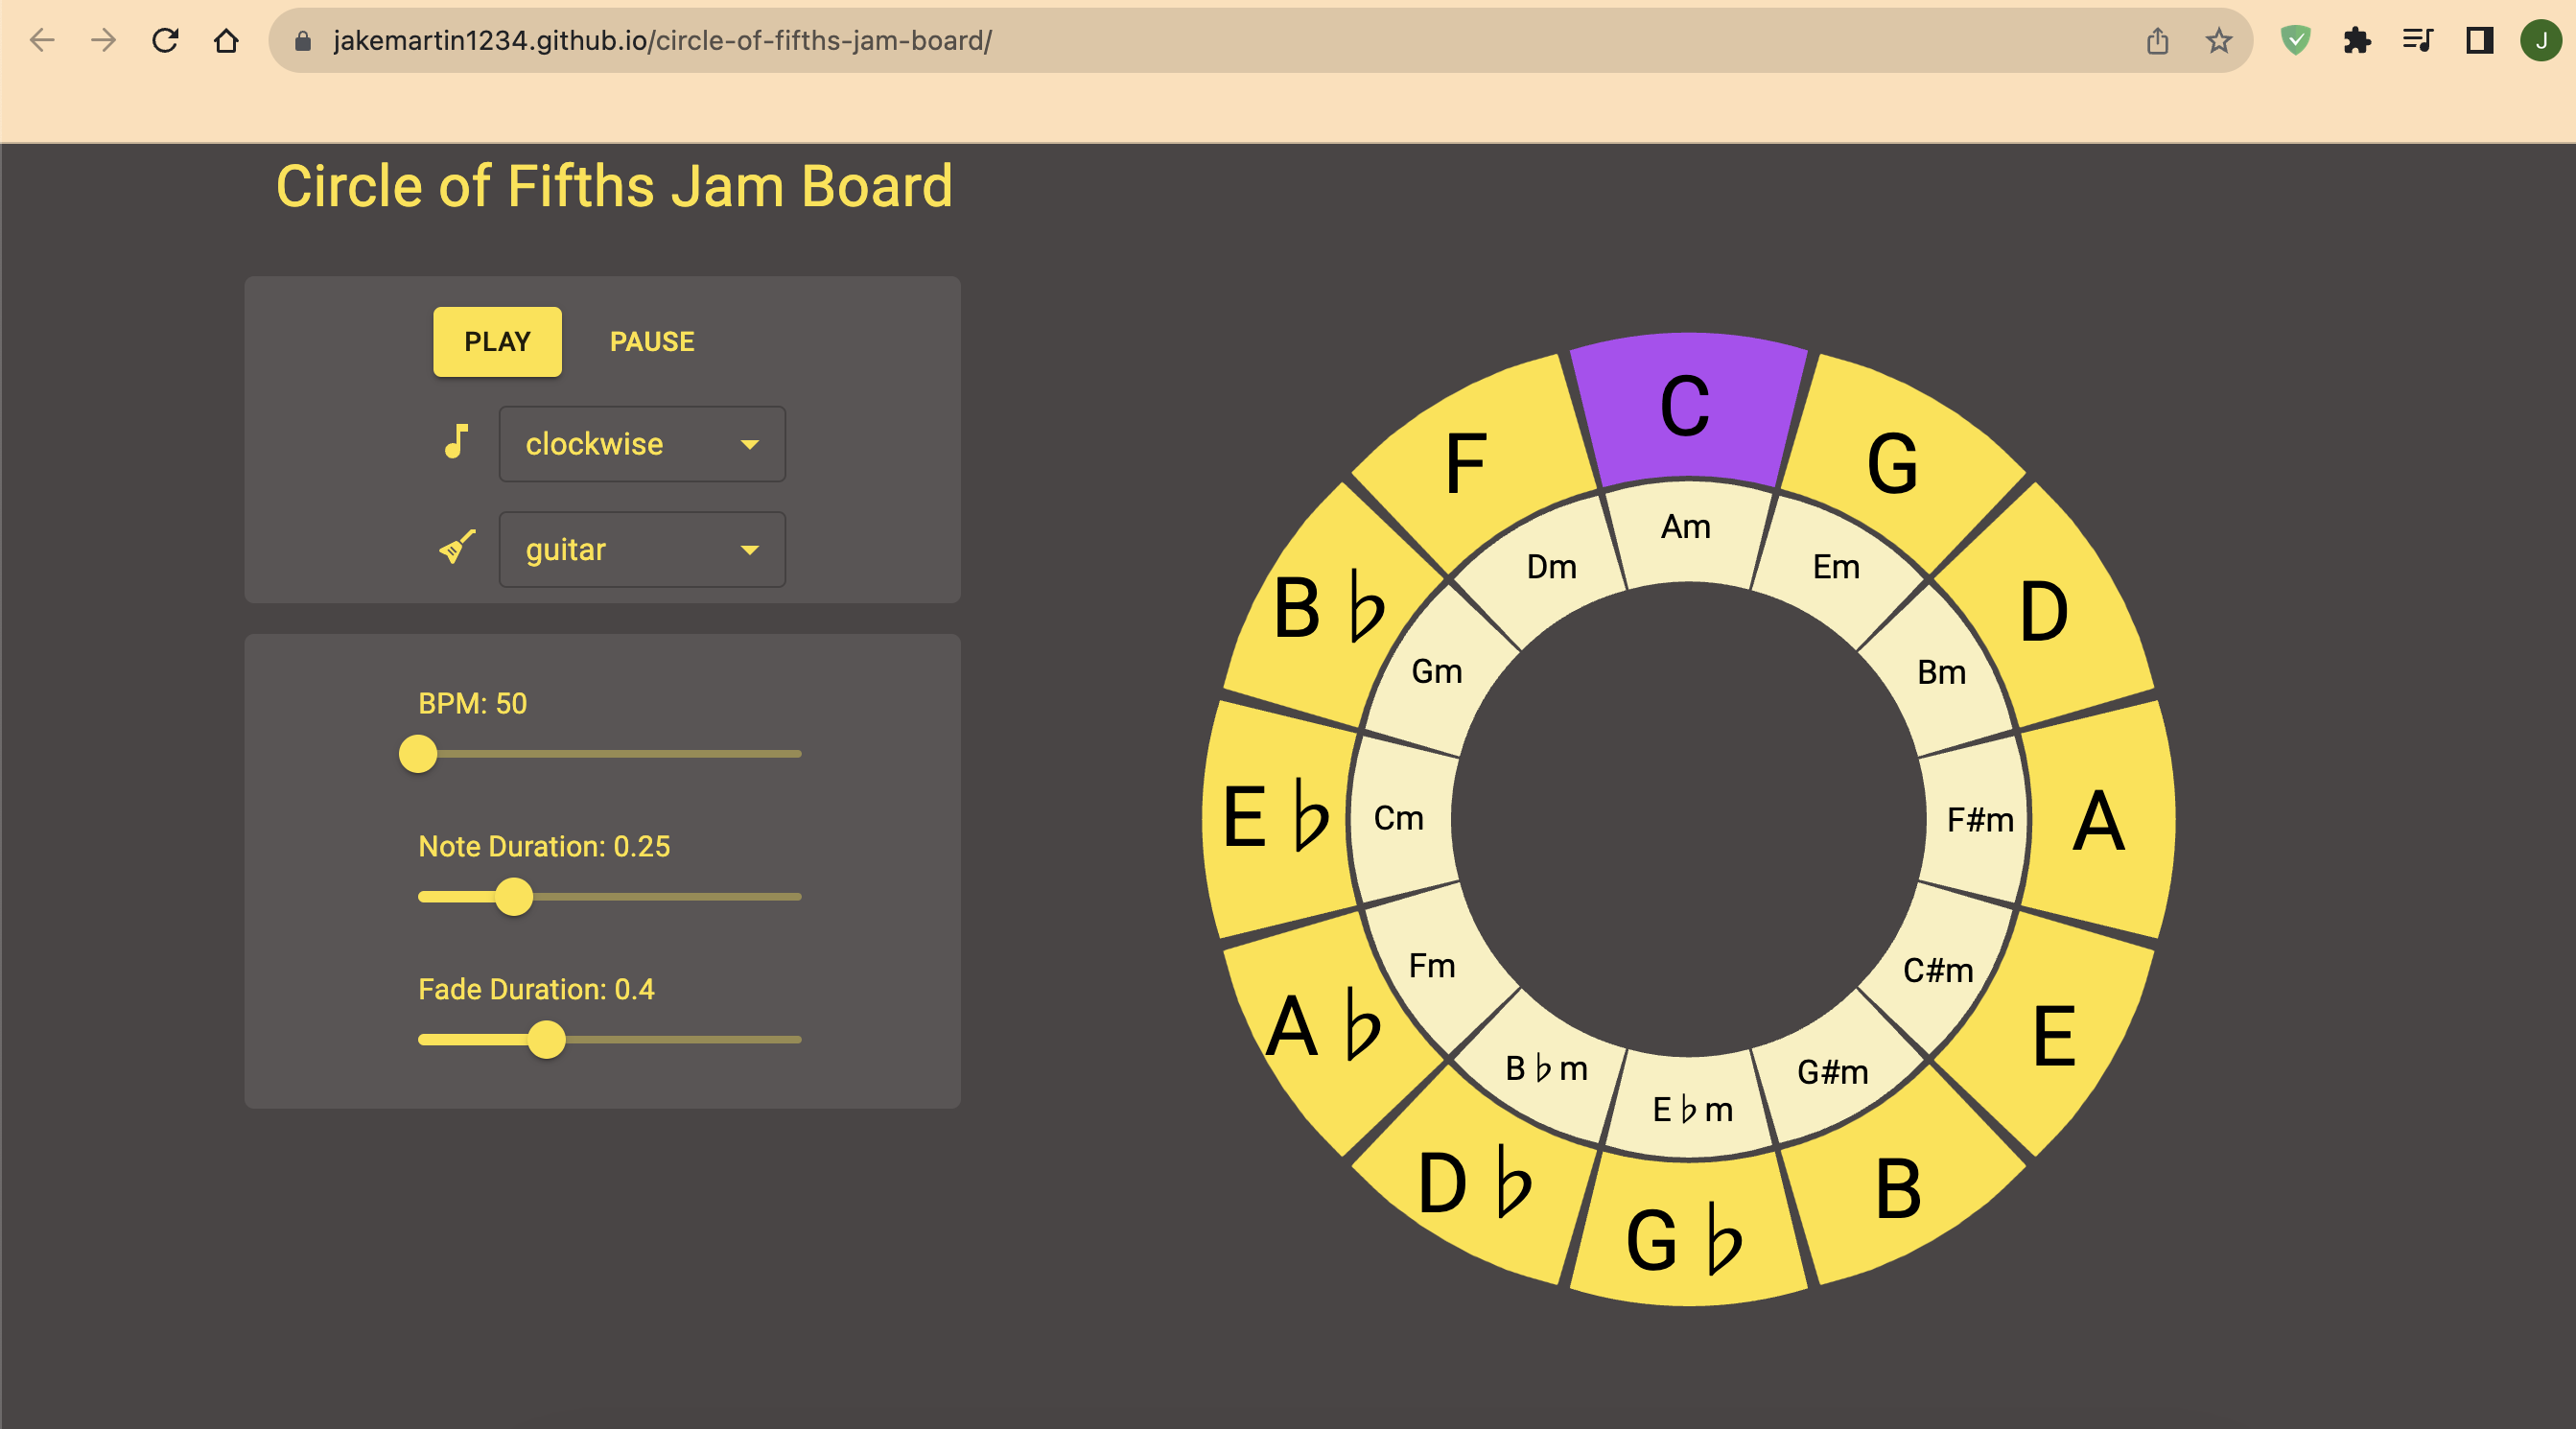 jakemartin1234.github.io/circle-of-fifths-jam-board/
J
Circle of Fifths Jam Board
PLAY PAUSE
clockwise
guitar
BPM: 50
Note Duration: 0.25
Fade Duration: 0.4
C
G
D
A
E
B
G ♭
D ♭
A ♭
E ♭
B ♭
F
Am
Em
Bm
F#m
C#m
G#m
E ♭ m
B ♭ m
Fm
Cm
Gm
Dm